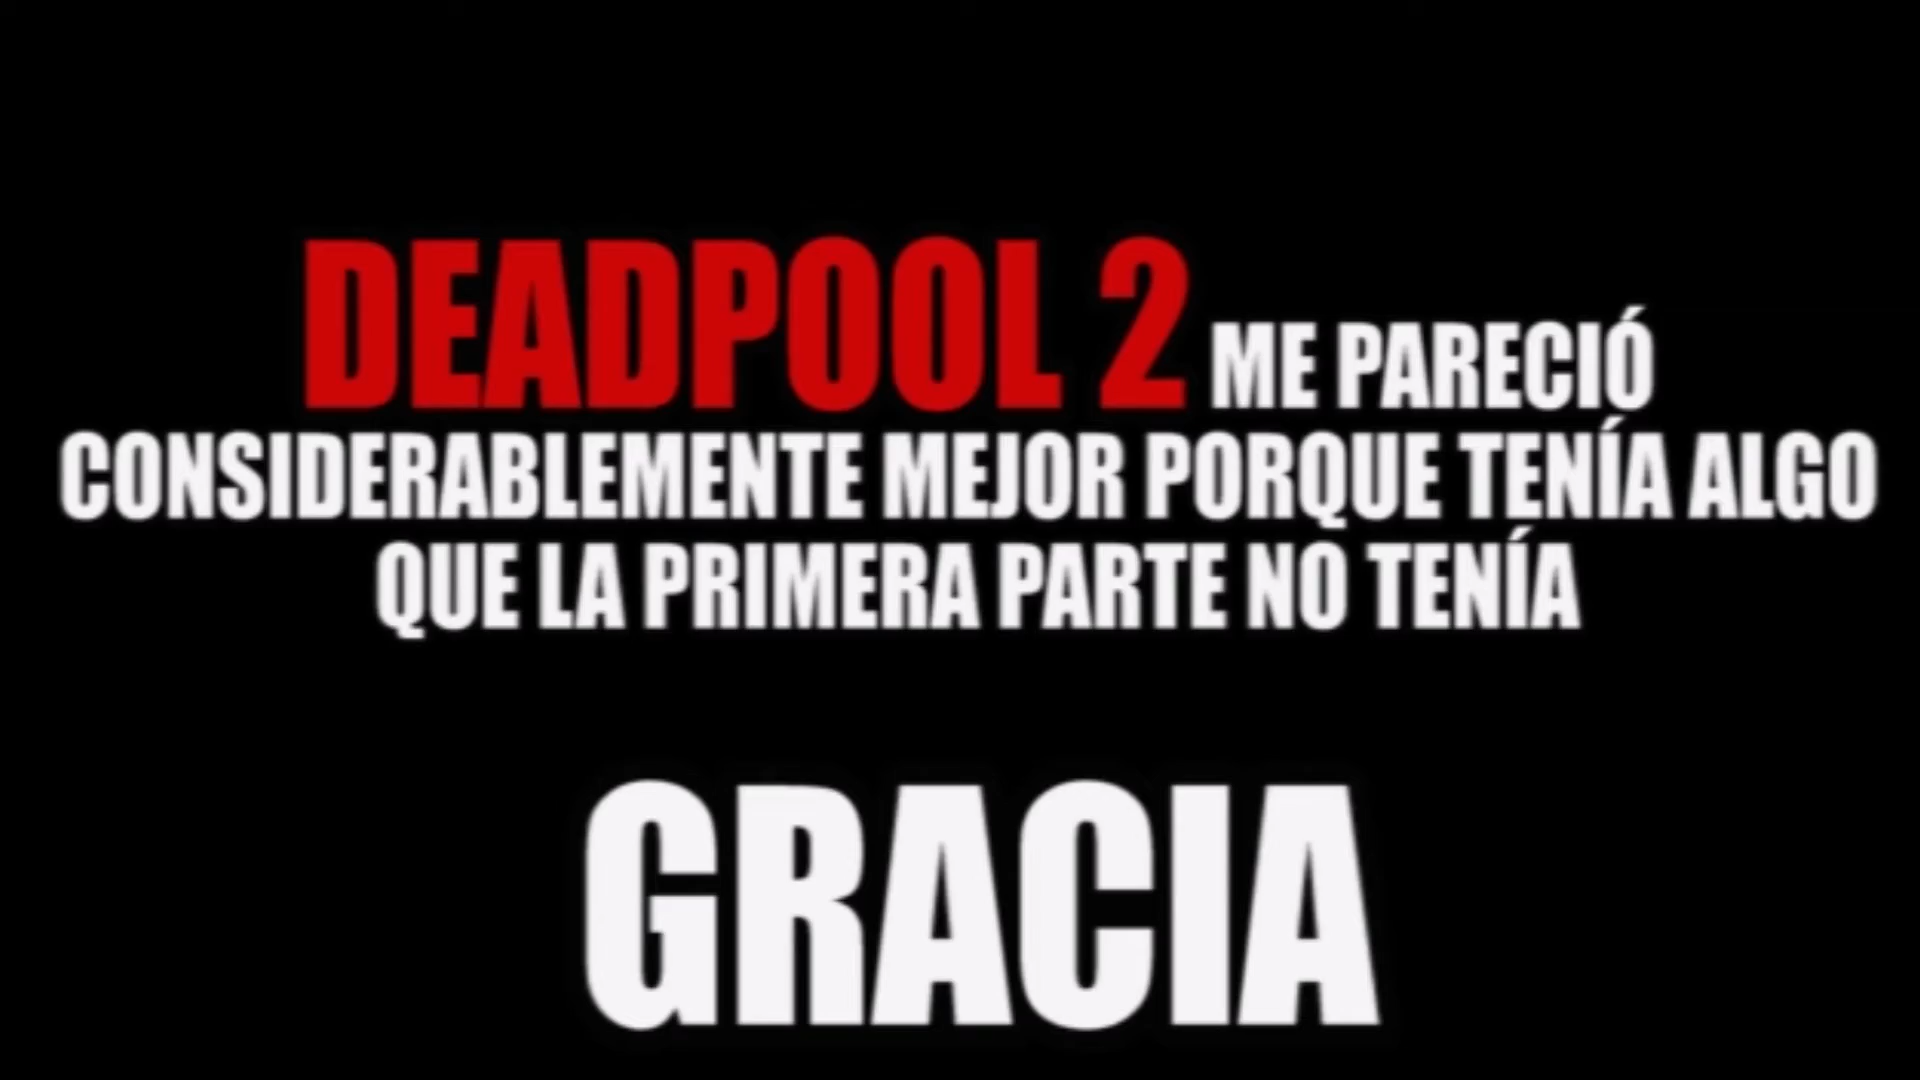 DEADPOOL 2 ME PARECIÓ
CONSIDERABLEMENTE MEJOR PORQUE TENÍA ALGO
QUE LA PRIMERA PARTE NO TENÍA
GRACIA